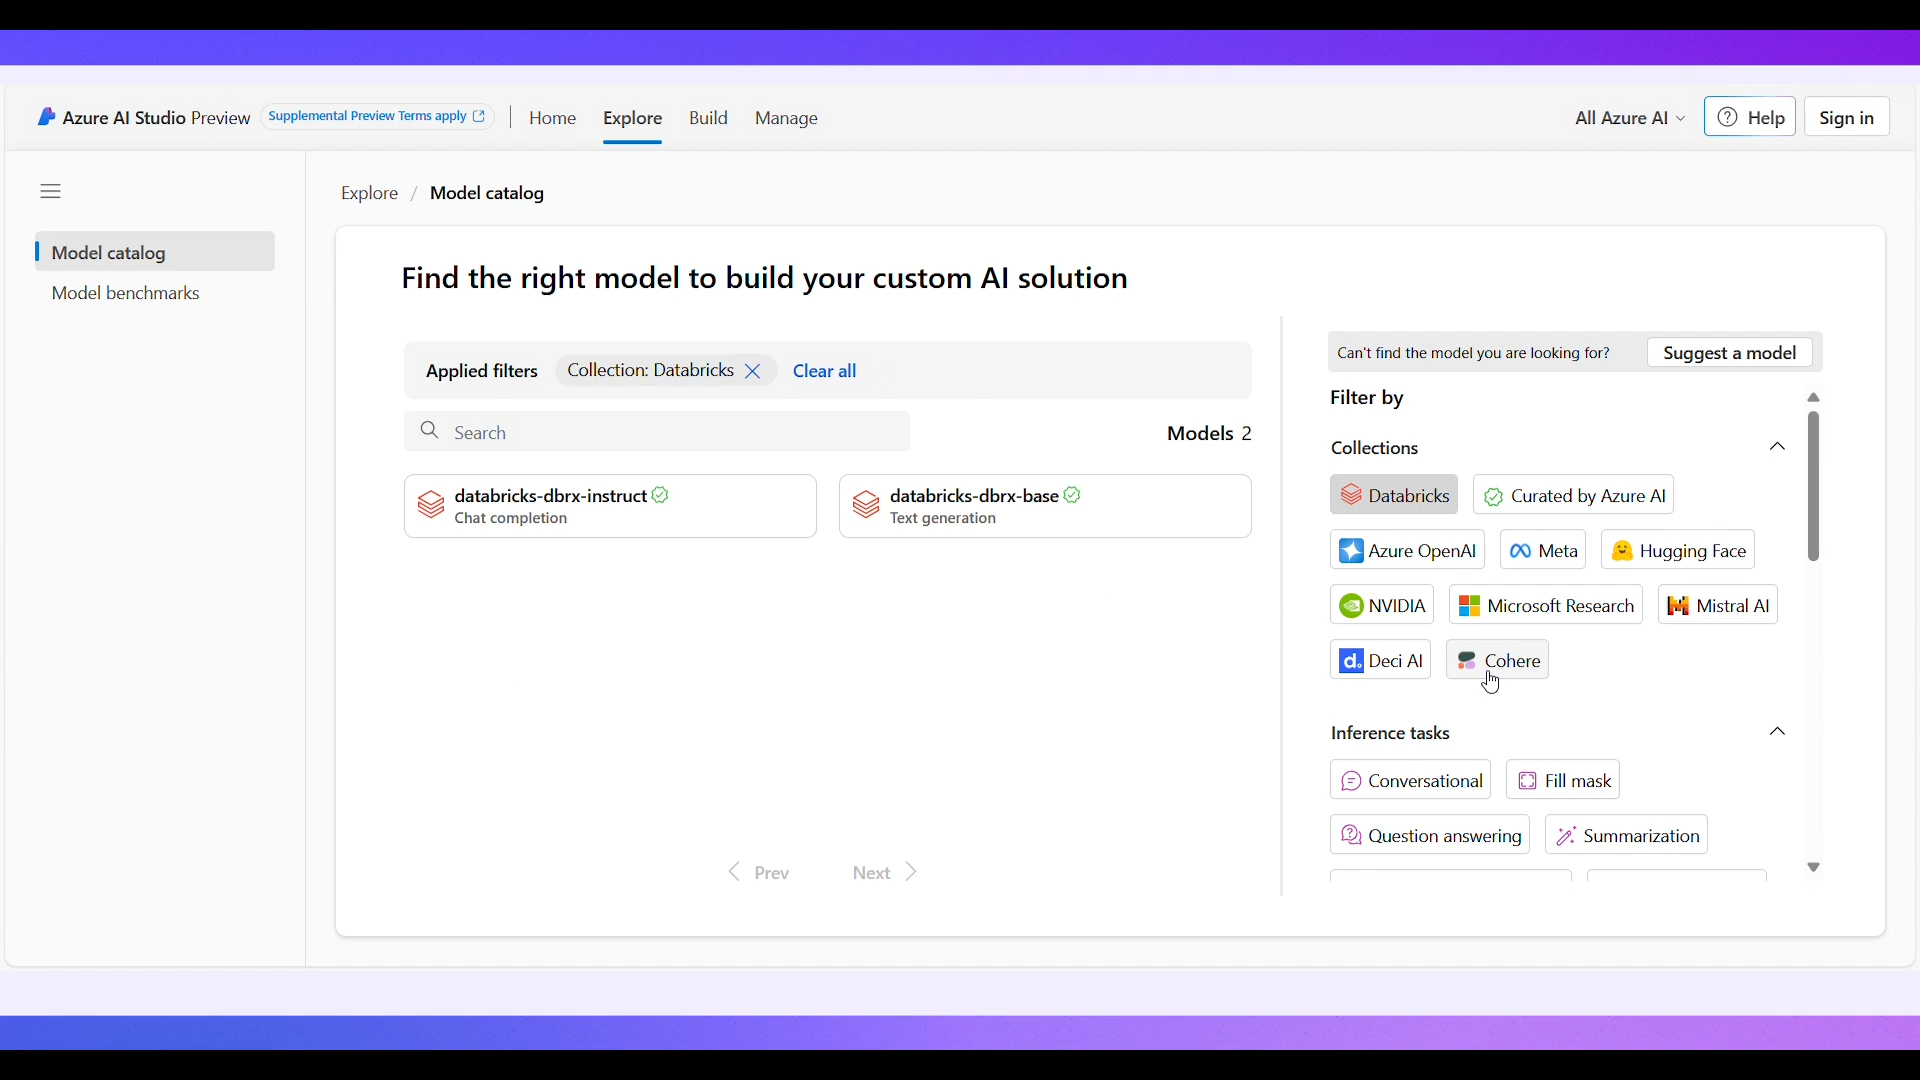 Azure AI Studio Preview Supplemental Preview Terms apply Home Explore Build Manage All Azure AI Help Sign in
Explore / Model catalog
Model catalog
Model benchmarks
Find the right model to build your custom AI solution
Applied filters Collection: Databricks Clear all
Search Models 2
databricks-dbrx-instruct
Chat completion
databricks-dbrx-base
Text generation
Prev Next
Can't find the model you are looking for? Suggest a model
Filter by
Collections
Databricks Curated by Azure AI
Azure OpenAI Meta Hugging Face
NVIDIA Microsoft Research Mistral AI
d. Deci AI Cohere
Inference tasks
Conversational Fill mask
Question answering Summarization